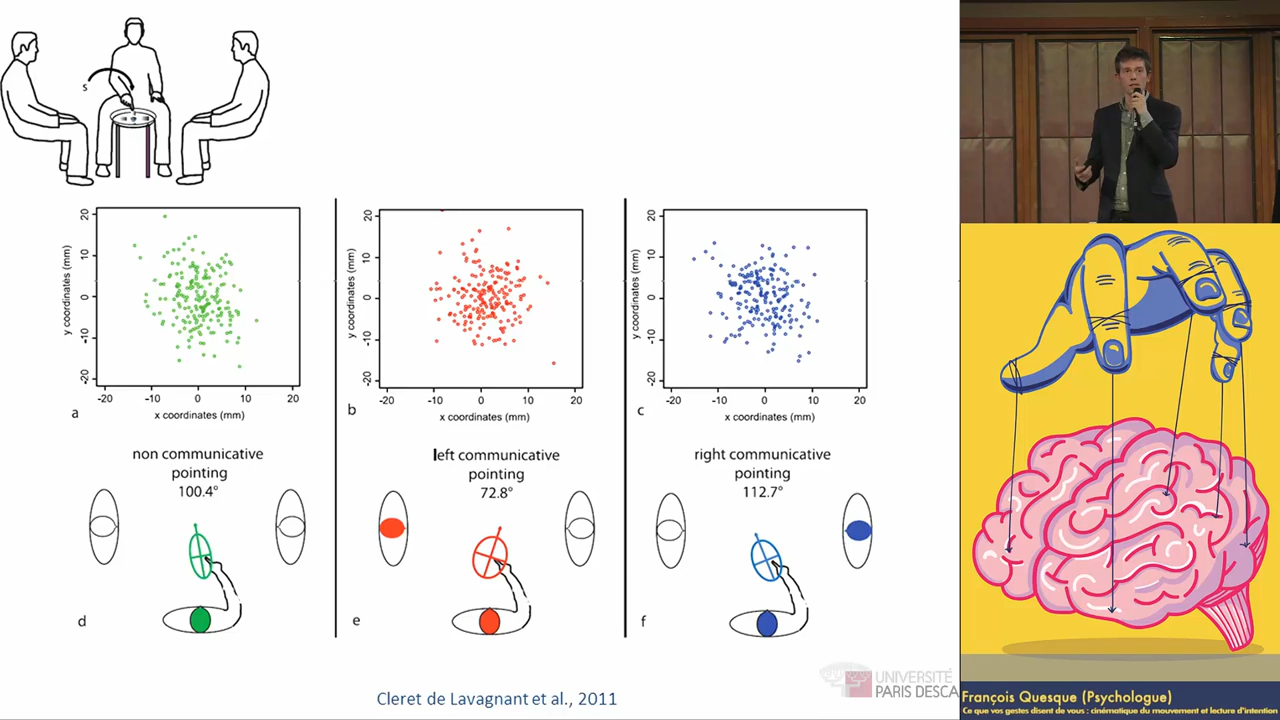 s
20
10
0
-10
-20
y coordinates (mm)
-20
-10
0
10
20
x coordinates (mm)
a
20
10
0
-10
-20
y coordinates (mm)
-20
-10
0
10
20
x coordinates (mm)
b
20
10
0
-10
-20
y coordinates (mm)
-20
-10
0
10
20
x coordinates (mm)
c
non communicative
pointing
100.4°
d
left communicative
pointing
72.8°
e
right communicative
pointing
112.7°
f
Cleret de Lavagnant et al., 2011
UNIVERSITÉ
PARIS DESCA
François Quesque (Psychologue)
Ce que vos gestes disent de vous : cinématique du mouvement et lecture d'intention